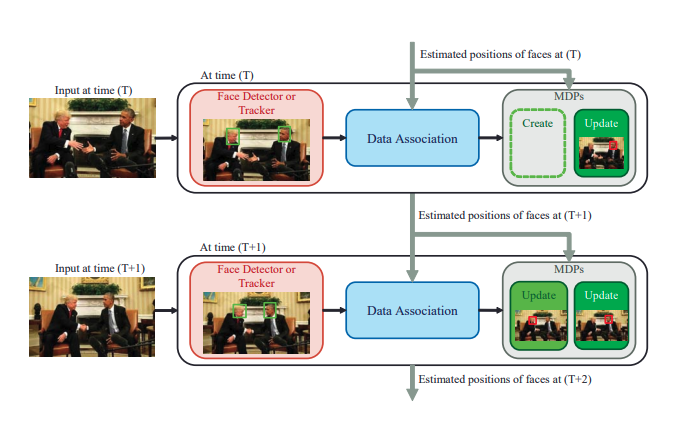 Estimated positions of faces at (T)
At time (T)
Input at time (T)
Face Detector or
Tracker
Data Association
MDPs
Create
Update
Estimated positions of faces at (T+1)
At time (T+1)
Input at time (T+1)
Face Detector or
Tracker
Data Association
MDPs
Update
Update
Estimated positions of faces at (T+2)